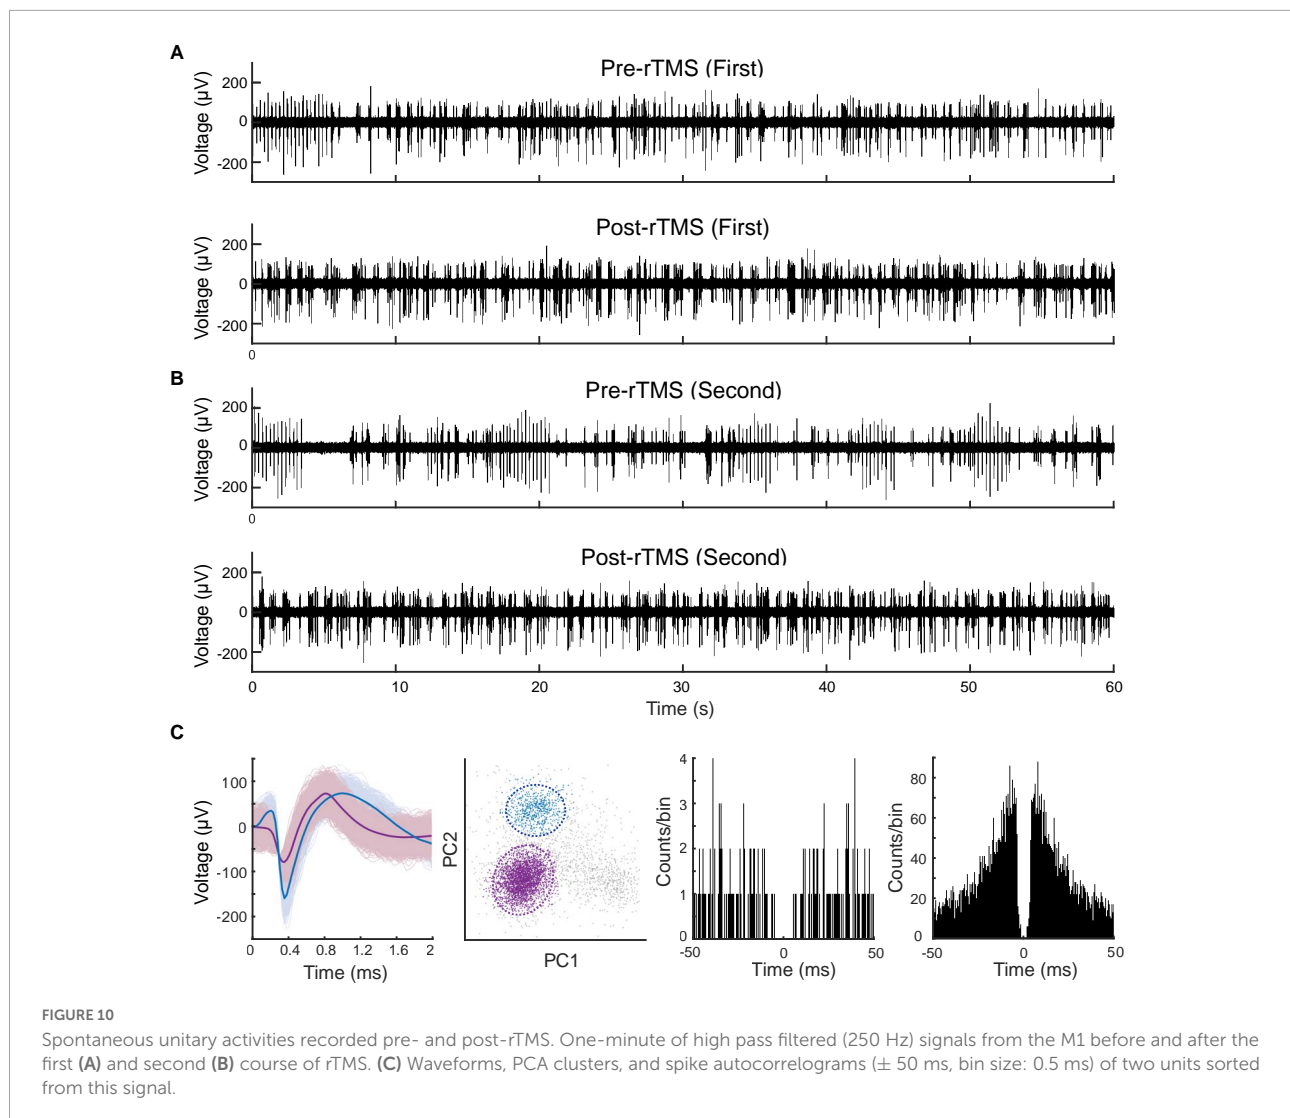 A
Pre-rTMS (First)
Voltage (µV)
200
0
-200
Post-rTMS (First)
Voltage (µV)
200
0
-200
0
B
Pre-rTMS (Second)
Voltage (µV)
200
0
-200
0
Post-rTMS (Second)
Voltage (µV)
200
0
-200
0 10 20 30 40 50 60
Time (s)
C
Voltage (µV)
100
0
-100
-200
0 0.4 0.8 1.2 1.6 2
Time (ms)
PC2
PC1
Counts/bin
4
3
2
1
0
-50 0 50
Time (ms)
Counts/bin
80
60
40
20
0
-50 0 50
Time (ms)
FIGURE 10
Spontaneous unitary activities recorded pre- and post-rTMS. One-minute of high pass filtered (250 Hz) signals from the M1 before and after the
first (A) and second (B) course of rTMS. (C) Waveforms, PCA clusters, and spike autocorrelograms (± 50 ms, bin size: 0.5 ms) of two units sorted
from this signal.